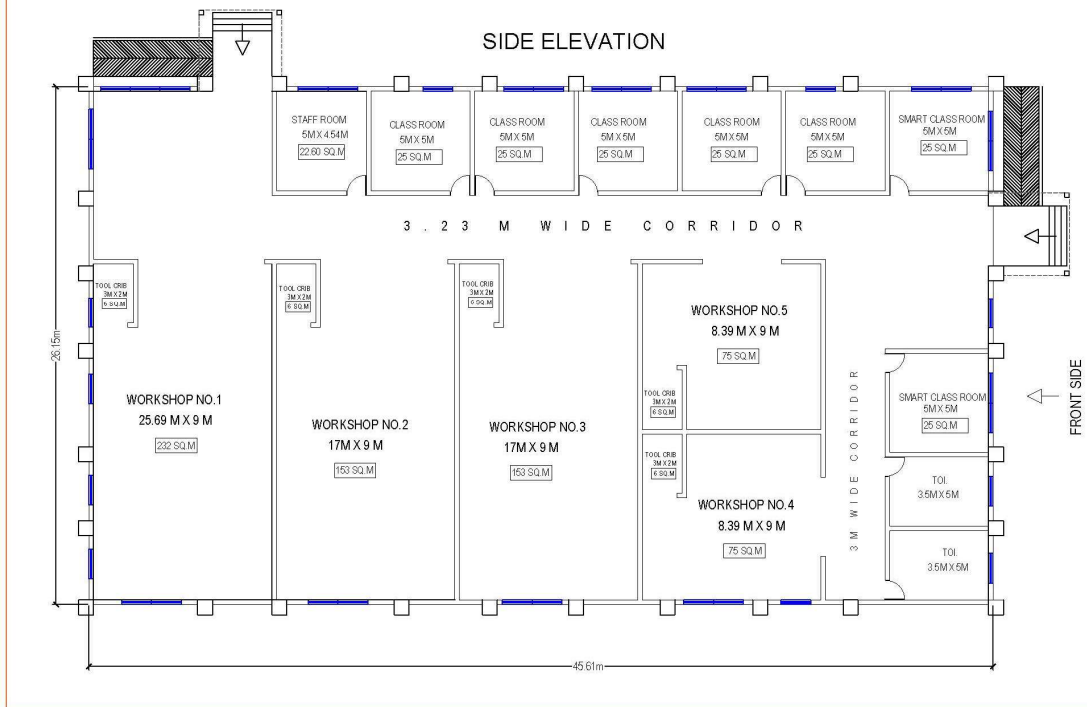 SIDE ELEVATION
STAFF ROOM
5M X 4.54M
22.60 SQ.M
CLASS ROOM
5M X 5M
25 SQ.M
CLASS ROOM
5M X 5M
25 SQ.M
CLASS ROOM
5M X 5M
25 SQ.M
CLASS ROOM
5M X 5M
25 SQ.M
CLASS ROOM
5M X 5M
25 SQ.M
SMART CLASS ROOM
5M X 5M
25 SQ.M
3.23 M WIDE CORRIDOR
TOOL CRIB
3M X 2M
6 SQ.M
TOOL CRIB
3M X 2M
6 SQ.M
TOOL CRIB
3M X 2M
6 SQ.M
WORKSHOP NO.5
8.39 M X 9 M
75 SQ.M
26.15m
WORKSHOP NO.1
25.69 M X 9 M
232 SQ.M
WORKSHOP NO.2
17M X 9 M
153 SQ.M
WORKSHOP NO.3
17M X 9 M
153 SQ.M
TOOL CRIB
3M X 2M
6 SQ.M
TOOL CRIB
3M X 2M
6 SQ.M
WORKSHOP NO.4
8.39 M X 9 M
75 SQ.M
3 M WIDE CORRIDOR
SMART CLASS ROOM
5M X 5M
25 SQ.M
TOI.
3.5M X 5M
TOI.
3.5M X 5M
FRONT SIDE
45.61m